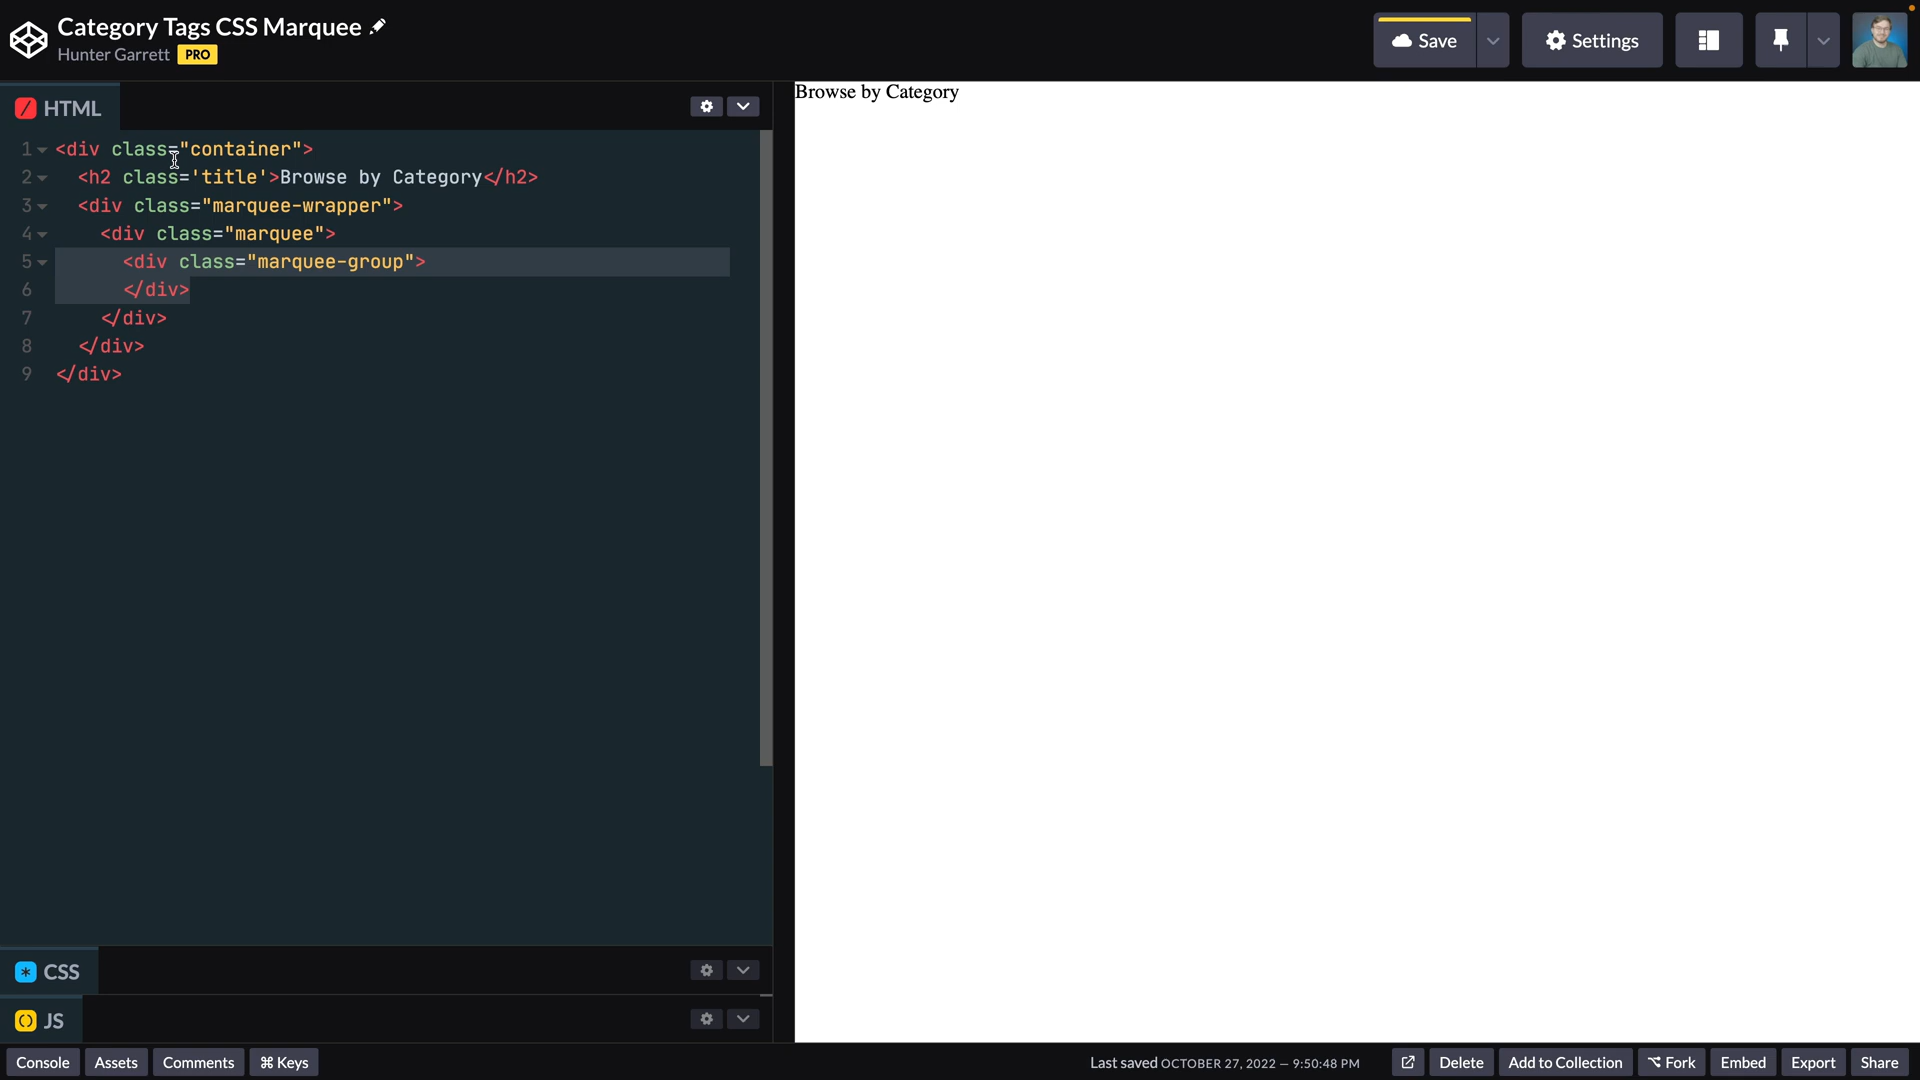 Category Tags CSS Marquee
Hunter Garrett PRO
Save
Settings
HTML
Browse by Category
1 <div class="container">
2 <h2 class='title'>Browse by Category</h2>
3 <div class="marquee-wrapper">
4 <div class="marquee">
5 <div class="marquee-group">
6 </div>
7 </div>
8 </div>
9 </div>
* CSS
() JS
Console Assets Comments ⌘ Keys Last saved OCTOBER 27, 2022 — 9:50:48 PM Delete Add to Collection Fork Embed Export Share